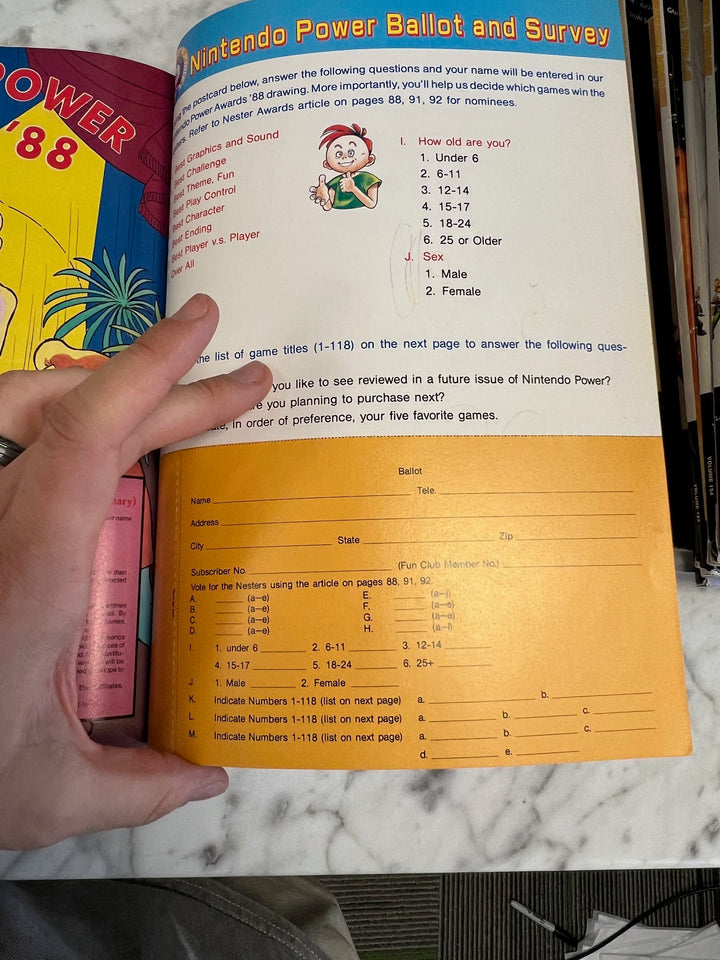 POWER
'88
Nintendo Power Ballot and Survey
the postcard below, answer the following questions and your name will be entered in our
Power Awards '88 drawing. More importantly, you'll help us decide which games win the
Refer to Nester Awards article on pages 88, 91, 92 for nominees.
Best Graphics and Sound
Best Challenge
Best Theme, Fun
Best Play Control
Best Character
Best Ending
Best Player v.s. Player
Over All
I. How old are you?
1. Under 6
2. 6-11
3. 12-14
4. 15-17
5. 18-24
6. 25 or Older
J. Sex
1. Male
2. Female
the list of game titles (1-118) on the next page to answer the following ques-
you like to see reviewed in a future issue of Nintendo Power?
you planning to purchase next?
in order of preference, your five favorite games.
Ballot
Name Tele.
Address
City State Zip
Subscriber No. (Fun Club Member No.)
Vote for the Nesters using the article on pages 88, 91, 92.
A. (a-e) E. (a-j)
B. (a-e) F. (a-e)
C. (a-e) G. (a-e)
D. (a-e) H.
I. 1. under 6 2. 6-11 3. 12-14
4. 15-17 5. 18-24 6. 25+
J. 1. Male 2. Female
K. Indicate Numbers 1-118 (list on next page) a. b. c.
L. Indicate Numbers 1-118 (list on next page) a. b. c.
M. Indicate Numbers 1-118 (list on next page) a. b.
d. e.